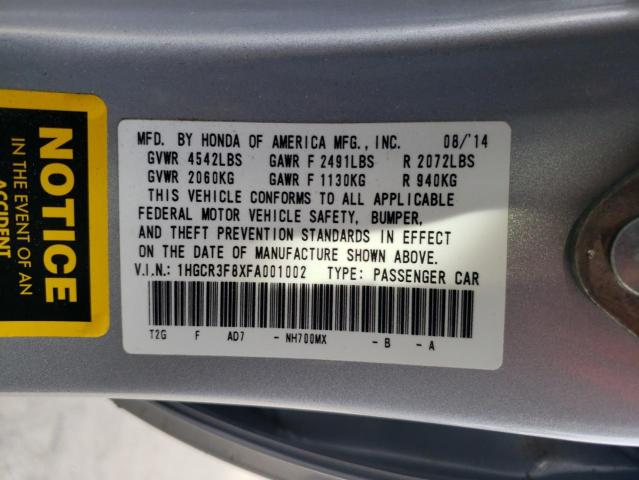 NOTICE
IN THE EVENT OF AN
ACCIDENT
MFD. BY HONDA OF AMERICA MFG., INC. 08/'14
GVWR 4542LBS GAWR F 2491LBS R 2072LBS
GVWR 2060KG GAWR F 1130KG R 940KG
THIS VEHICLE CONFORMS TO ALL APPLICABLE
FEDERAL MOTOR VEHICLE SAFETY, BUMPER,
AND THEFT PREVENTION STANDARDS IN EFFECT
ON THE DATE OF MANUFACTURE SHOWN ABOVE.
V.I.N.: 1HGCR3F8XFA001002 TYPE: PASSENGER CAR
T2G F AD7 - NH700MX - B - A